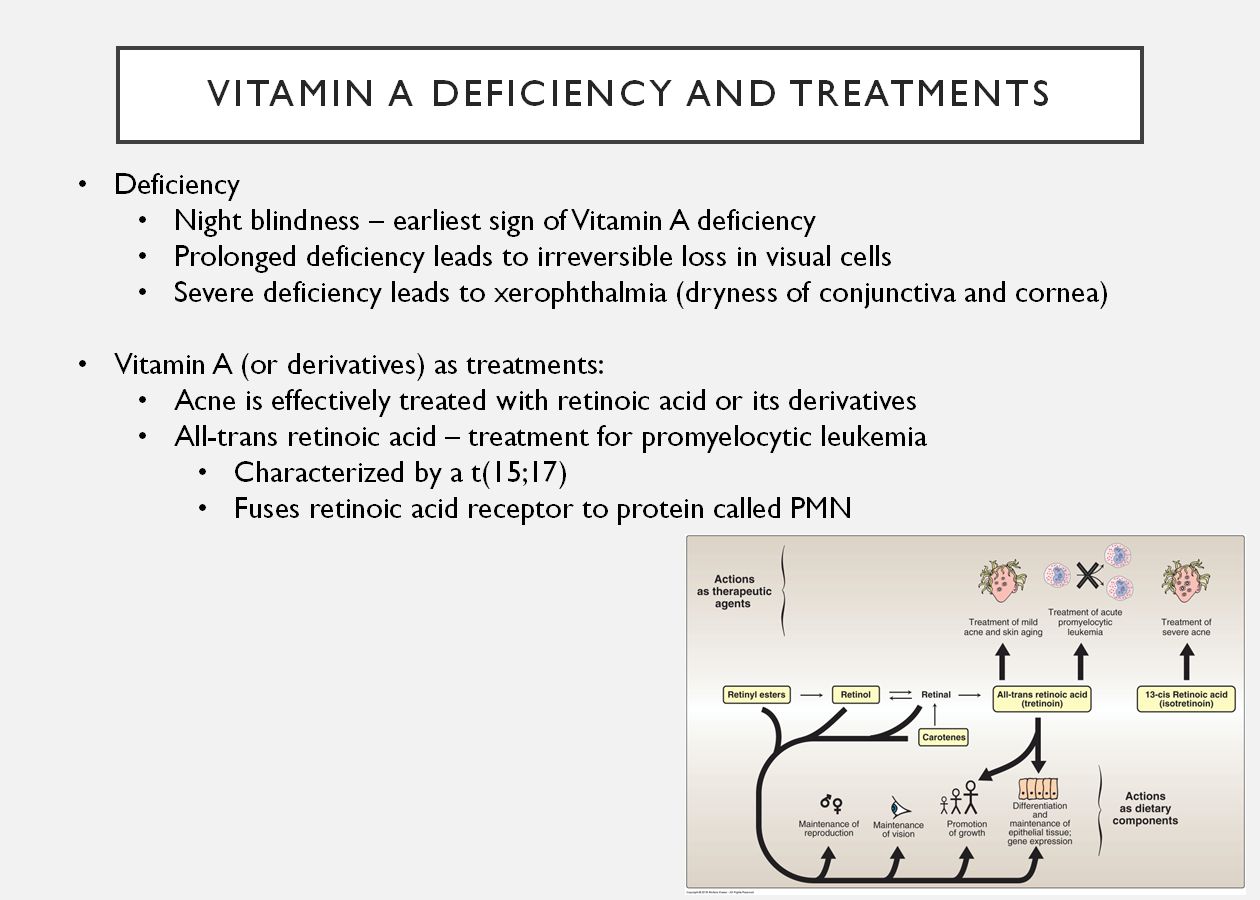 VITAMIN A DEFICIENCY AND TREATMENTS
• Deficiency
• Night blindness – earliest sign of Vitamin A deficiency
• Prolonged deficiency leads to irreversible loss in visual cells
• Severe deficiency leads to xerophthalmia (dryness of conjunctiva and cornea)
• Vitamin A (or derivatives) as treatments:
• Acne is effectively treated with retinoic acid or its derivatives
• All-trans retinoic acid – treatment for promyelocytic leukemia
• Characterized by a t(15;17)
• Fuses retinoic acid receptor to protein called PMN
Actions
as therapeutic
agents
Treatment of mild
acne and skin aging
Treatment of acute
promyelocytic
leukemia
Treatment of
severe acne
Retinyl esters
Retinol
Retinal
All-trans retinoic acid
(tretinoin)
13-cis Retinoic acid
(isotretinoin)
Carotenes
Maintenance of
reproduction
Maintenance
of vision
Promotion
of growth
Differentiation
and
maintenance of
epithelial tissue;
gene expression
Actions
as dietary
components